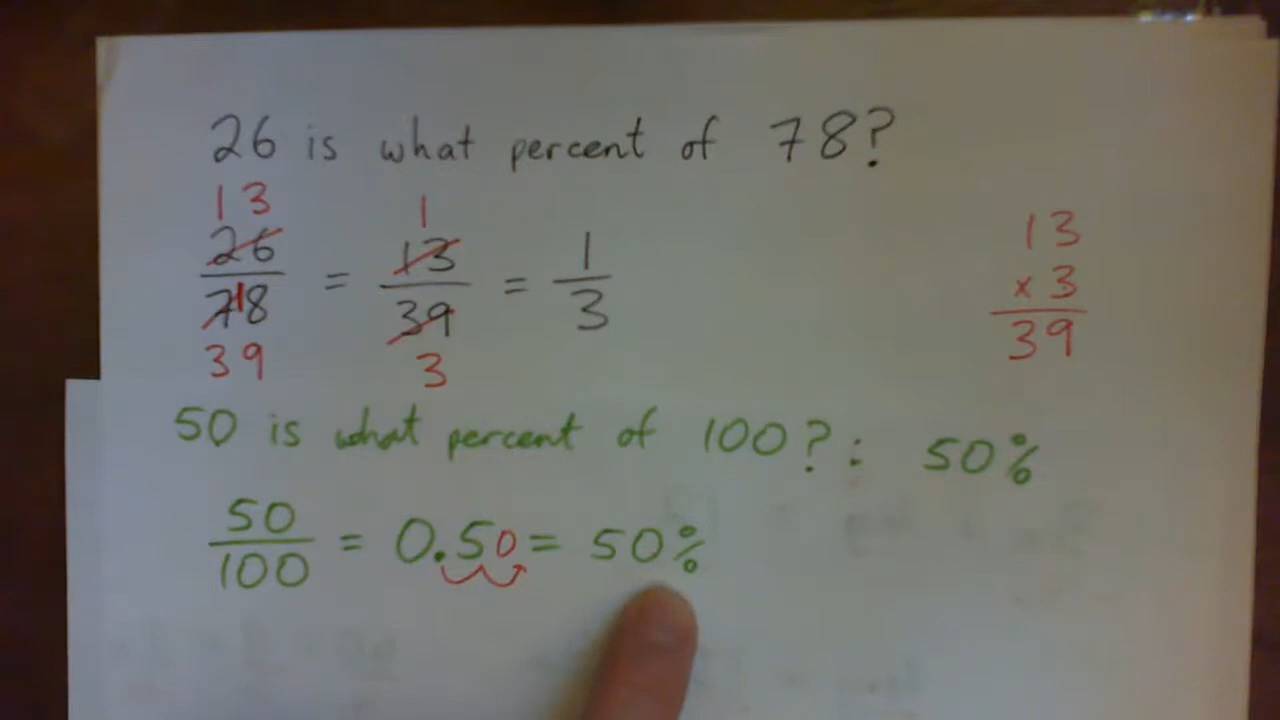 26 is what percent of 78?
13 1
26/78 = 13/39 = 1/3
39 3
13
x 3
39
50 is what percent of 100? : 50%
50/100 = 0.50 = 50%